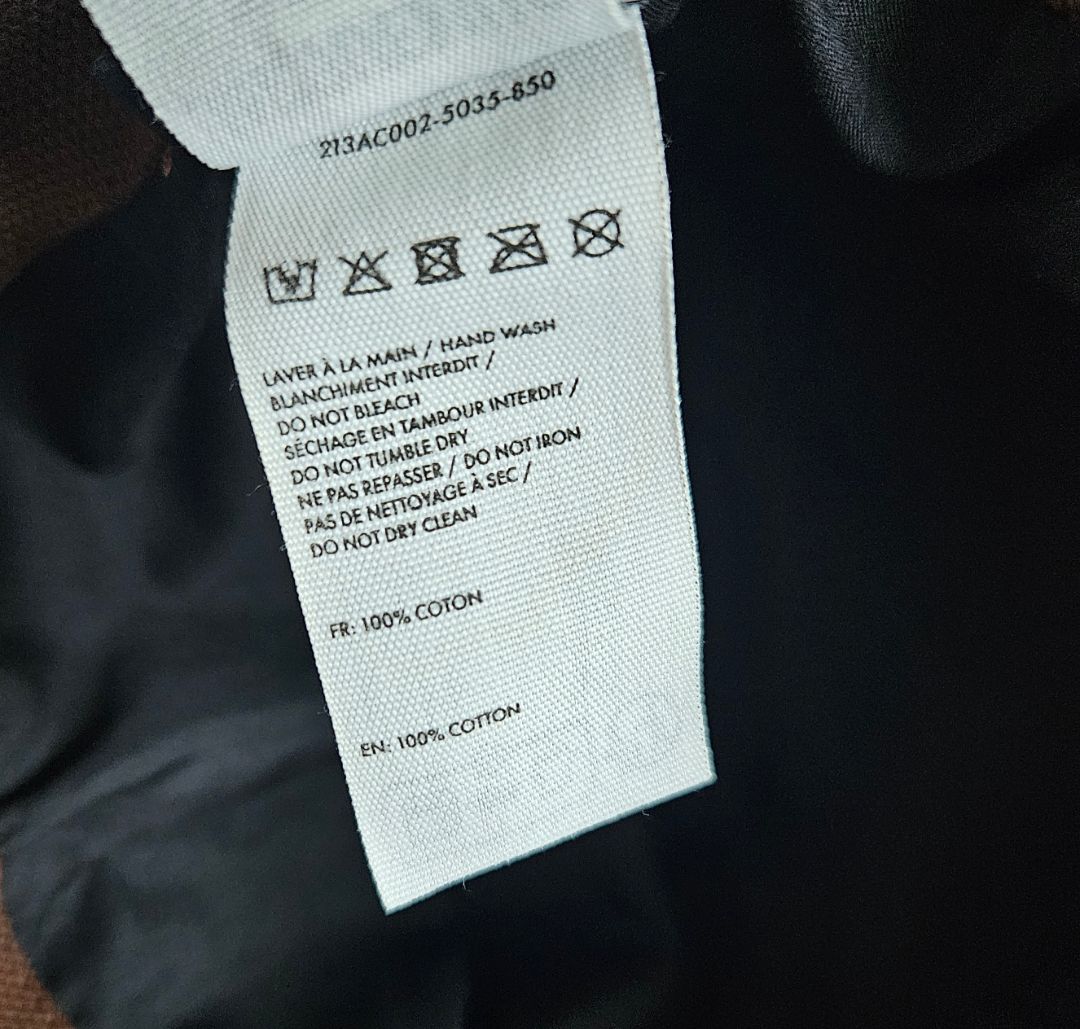 213AC002-5035-850
LAVER À LA MAIN / HAND WASH
BLANCHIMENT INTERDIT /
DO NOT BLEACH
SÉCHAGE EN TAMBOUR INTERDIT /
DO NOT TUMBLE DRY
NE PAS REPASSER / DO NOT IRON
PAS DE NETTOYAGE À SEC /
DO NOT DRY CLEAN
FR: 100% COTON
EN: 100% COTTON